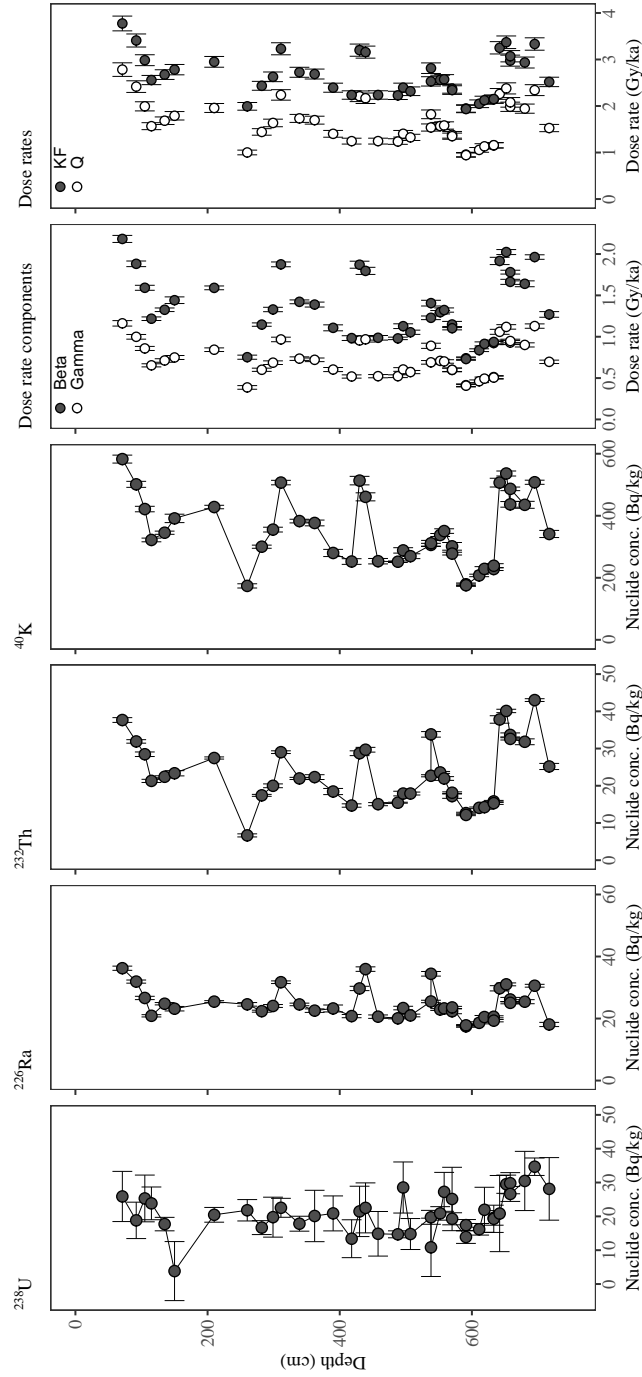 ²³⁸U
²²⁶Ra
²³²Th
⁴⁰K
Dose rate components
Dose rates
Beta
Gamma
KF
Q
Depth (cm)
0
200
400
600
0 10 20 30 40 50
Nuclide conc. (Bq/kg)
0 20 40 60
Nuclide conc. (Bq/kg)
0 10 20 30 40 50
Nuclide conc. (Bq/kg)
0 200 400 600
Nuclide conc. (Bq/kg)
0.0 0.5 1.0 1.5 2.0
Dose rate (Gy/ka)
0 1 2 3 4
Dose rate (Gy/ka)